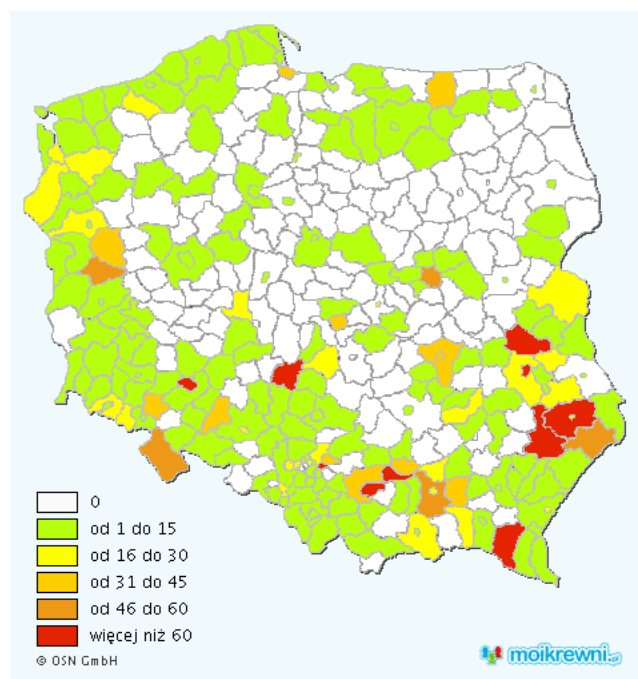 0
od 1 do 15
od 16 do 30
od 31 do 45
od 46 do 60
więcej niż 60
© OSN GmbH
moikrewni.pl